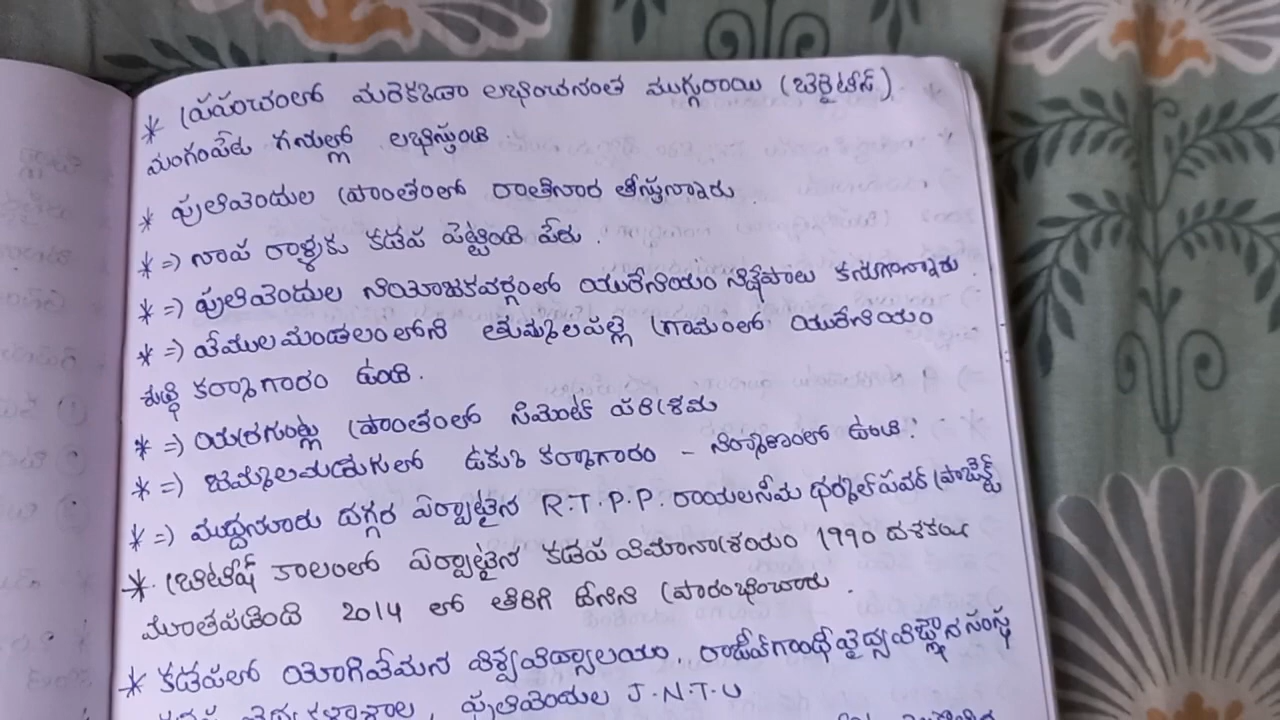 * ప్రపంచంలో మరెక్కడా లభించనంత ముగ్గురాయి (బెరైటీస్)
మంగంపేట గనుల్లో లభిస్తుంది
* పులివెందుల ప్రాంతంలో రాతినార తీస్తున్నారు.
* => నాప రాళ్ళకు కడప పెట్టింది పేరు.
* => పులివెందుల నియోజకవర్గంలో యురేనియం నిక్షేపాలు కనుగొన్నారు.
* => వేముల మండలంలోని తుమ్మలపల్లె గ్రామంలో యురేనియం
శుద్ధి కర్మాగారం ఉంది.
* => యర్రగుంట్ల ప్రాంతంలో సిమెంట్ పరిశ్రమ
* => జమ్మలమడుగులో ఉక్కు కర్మాగారం - నిర్మాణంలో ఉంది.
* => ముద్దనూరు దగ్గర ఏర్పాటైన R.T.P.P. రాయలసీమ థర్మల్ పవర్ ప్రాజెక్ట్
* బ్రిటీష్ కాలంలో ఏర్పాటైన కడప విమానాశ్రయం 1990 దశకంలో
మూతపడింది 2014 లో తిరిగి దీనిని ప్రారంభించారు.
* కడపలో యోగివేమన విశ్వవిద్యాలయం, రాజీవ్ గాంధీ వైద్య విజ్ఞాన సంస్థ
వైద్య కళాశాల, పులివెందుల J.N.T.U